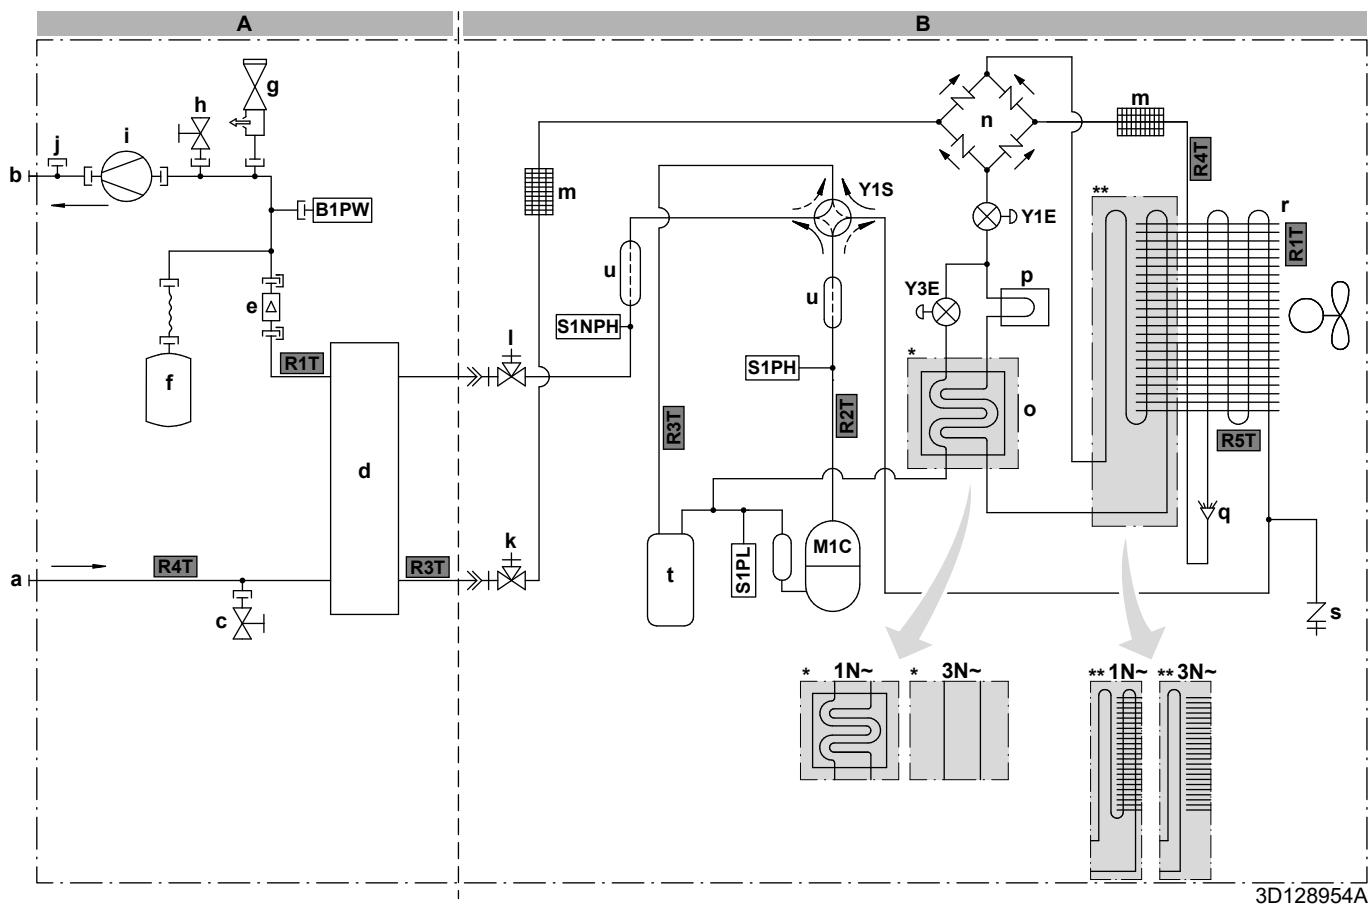 A B
g
h
m
j i n
b
R4T
m
B1PW
Y1S
**
r
Y1E
R1T
u
u
p
Y3E
e
S1NPH
l
*
R1T
S1PH
f
o
R3T
R2T
R5T
d
q
k
M1C
t
S1PL
a
R4T
R3T
c
s
* 1N~ * 3N~
** 1N~ ** 3N~
3D128954A